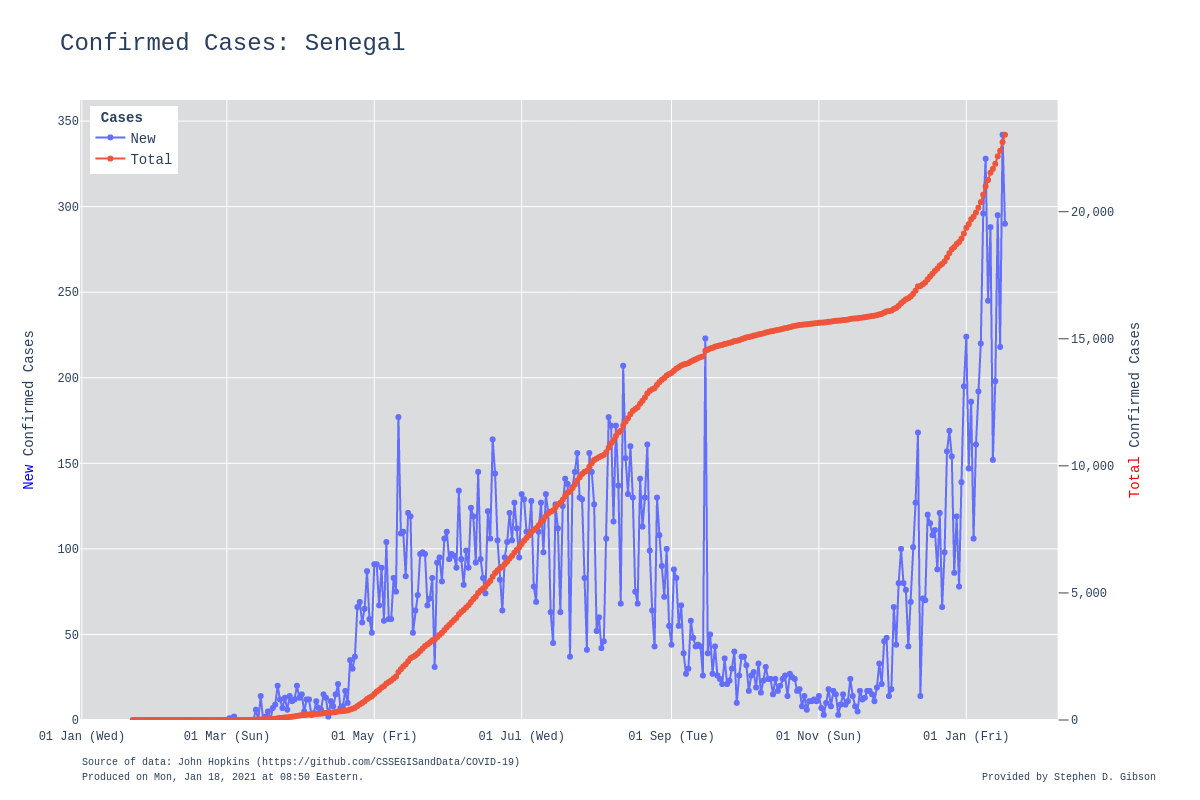 Confirmed Cases: Senegal
Cases
New
Total
350
300
250
200
150
100
50
0
New Confirmed Cases
20,000
15,000
10,000
5,000
0
Total Confirmed Cases
01 Jan (Wed)
01 Mar (Sun)
01 May (Fri)
01 Jul (Wed)
01 Sep (Tue)
01 Nov (Sun)
01 Jan (Fri)
Source of data: John Hopkins (https://github.com/CSSEGISandData/COVID-19)
Produced on Mon, Jan 18, 2021 at 08:50 Eastern.
Provided by Stephen D. Gibson